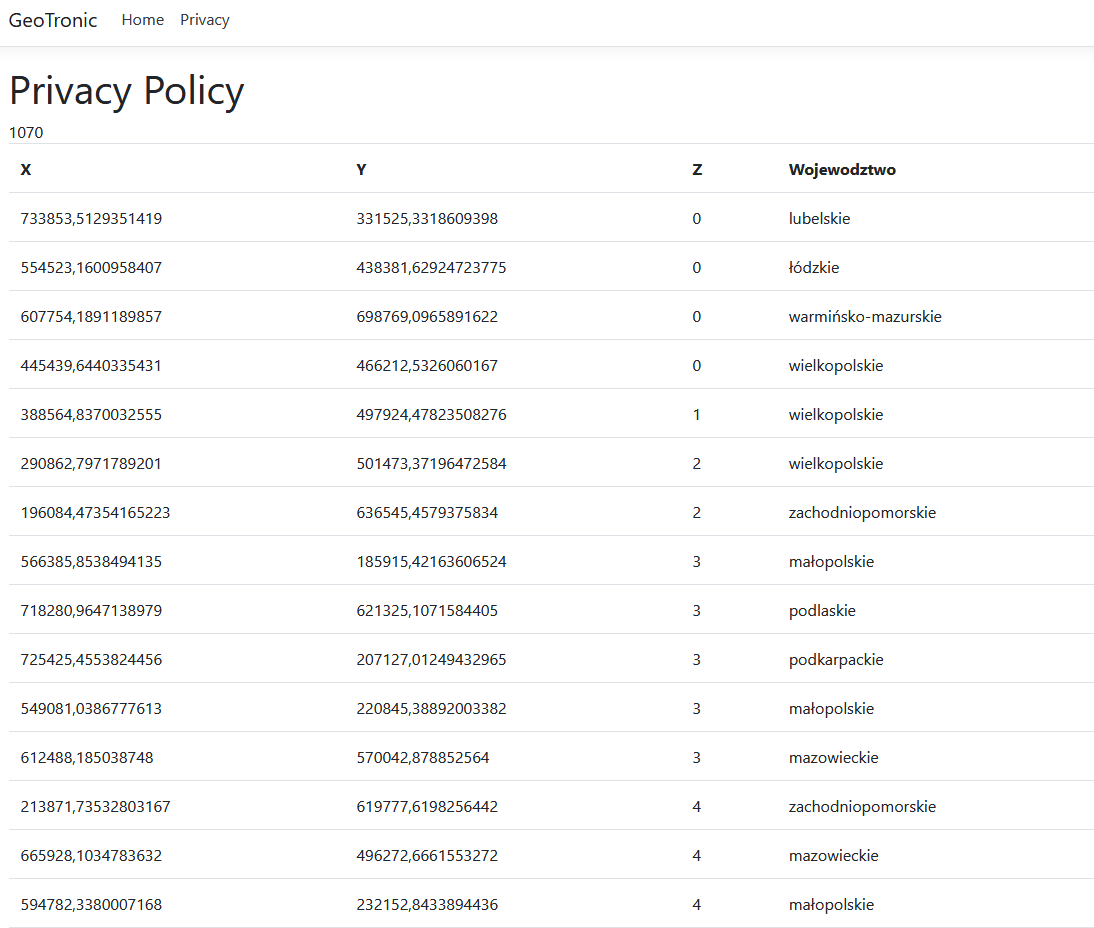 GeoTronic Home Privacy
Privacy Policy
1070
X Y Z Wojewodztwo
733853,5129351419 331525,3318609398 0 lubelskie
554523,1600958407 438381,62924723775 0 łódzkie
607754,1891189857 698769,0965891622 0 warmińsko-mazurskie
445439,6440335431 466212,5326060167 0 wielkopolskie
388564,8370032555 497924,47823508276 1 wielkopolskie
290862,7971789201 501473,37196472584 2 wielkopolskie
196084,47354165223 636545,4579375834 2 zachodniopomorskie
566385,8538494135 185915,42163606524 3 małopolskie
718280,9647138979 621325,1071584405 3 podlaskie
725425,4553824456 207127,01249432965 3 podkarpackie
549081,0386777613 220845,38892003382 3 małopolskie
612488,185038748 570042,878852564 3 mazowieckie
213871,73532803167 619777,6198256442 4 zachodniopomorskie
665928,1034783632 496272,6661553272 4 mazowieckie
594782,3380007168 232152,8433894436 4 małopolskie